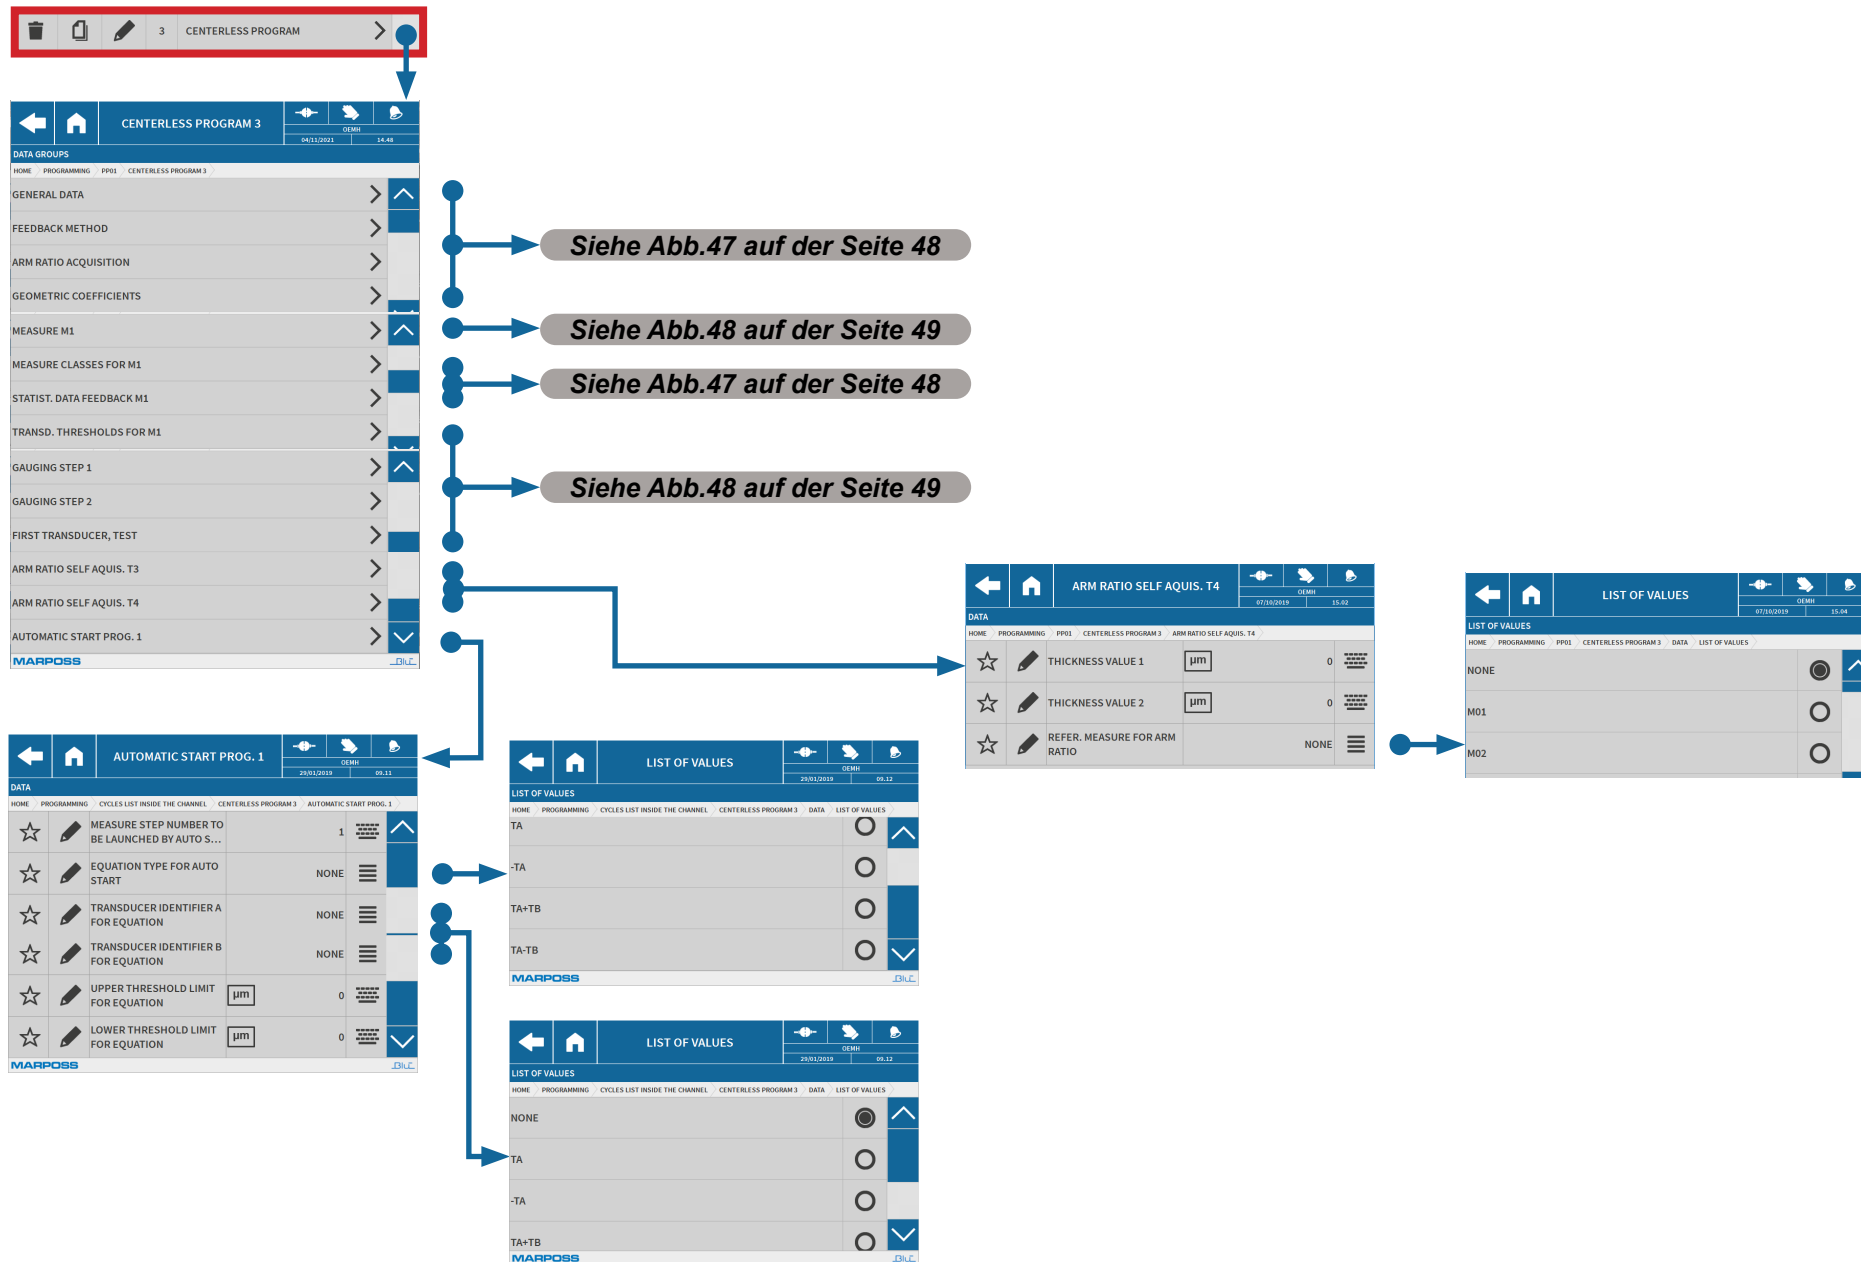 3 CENTERLESS PROGRAM
CENTERLESS PROGRAM 3
OEMH
04/11/2021 14.48
DATA GROUPS
HOME PROGRAMMING PP01 CENTERLESS PROGRAM 3
GENERAL DATA
FEEDBACK METHOD
ARM RATIO ACQUISITION
GEOMETRIC COEFFICIENTS
MEASURE M1
MEASURE CLASSES FOR M1
STATIST. DATA FEEDBACK M1
TRANSD. THRESHOLDS FOR M1
GAUGING STEP 1
GAUGING STEP 2
FIRST TRANSDUCER, TEST
ARM RATIO SELF AQUIS. T3
ARM RATIO SELF AQUIS. T4
AUTOMATIC START PROG. 1
MARPOSS BLÚ
Siehe Abb.47 auf der Seite 48
Siehe Abb.48 auf der Seite 49
Siehe Abb.47 auf der Seite 48
Siehe Abb.48 auf der Seite 49
ARM RATIO SELF AQUIS. T4
OEMH
07/10/2019 15.02
DATA
HOME PROGRAMMING PP01 CENTERLESS PROGRAM 3 ARM RATIO SELF AQUIS. T4
THICKNESS VALUE 1 µm 0
THICKNESS VALUE 2 µm 0
REFER. MEASURE FOR ARM
RATIO NONE
LIST OF VALUES
OEMH
07/10/2019 15.04
LIST OF VALUES
HOME PROGRAMMING PP01 CENTERLESS PROGRAM 3 DATA LIST OF VALUES
NONE
M01
M02
AUTOMATIC START PROG. 1
OEMH
29/01/2019 09.11
DATA
HOME PROGRAMMING CYCLES LIST INSIDE THE CHANNEL CENTERLESS PROGRAM 3 AUTOMATIC START PROG. 1
MEASURE STEP NUMBER TO
BE LAUNCHED BY AUTO S... 1
EQUATION TYPE FOR AUTO
START NONE
TRANSDUCER IDENTIFIER A
FOR EQUATION NONE
TRANSDUCER IDENTIFIER B
FOR EQUATION NONE
UPPER THRESHOLD LIMIT
FOR EQUATION µm 0
LOWER THRESHOLD LIMIT
FOR EQUATION µm 0
MARPOSS BLÚ
LIST OF VALUES
OEMH
29/01/2019 09.12
LIST OF VALUES
HOME PROGRAMMING CYCLES LIST INSIDE THE CHANNEL CENTERLESS PROGRAM 3 DATA LIST OF VALUES
TA
-TA
TA+TB
TA-TB
MARPOSS BLÚ
LIST OF VALUES
OEMH
29/01/2019 09.12
LIST OF VALUES
HOME PROGRAMMING CYCLES LIST INSIDE THE CHANNEL CENTERLESS PROGRAM 3 DATA LIST OF VALUES
NONE
TA
-TA
TA+TB
MARPOSS BLÚ